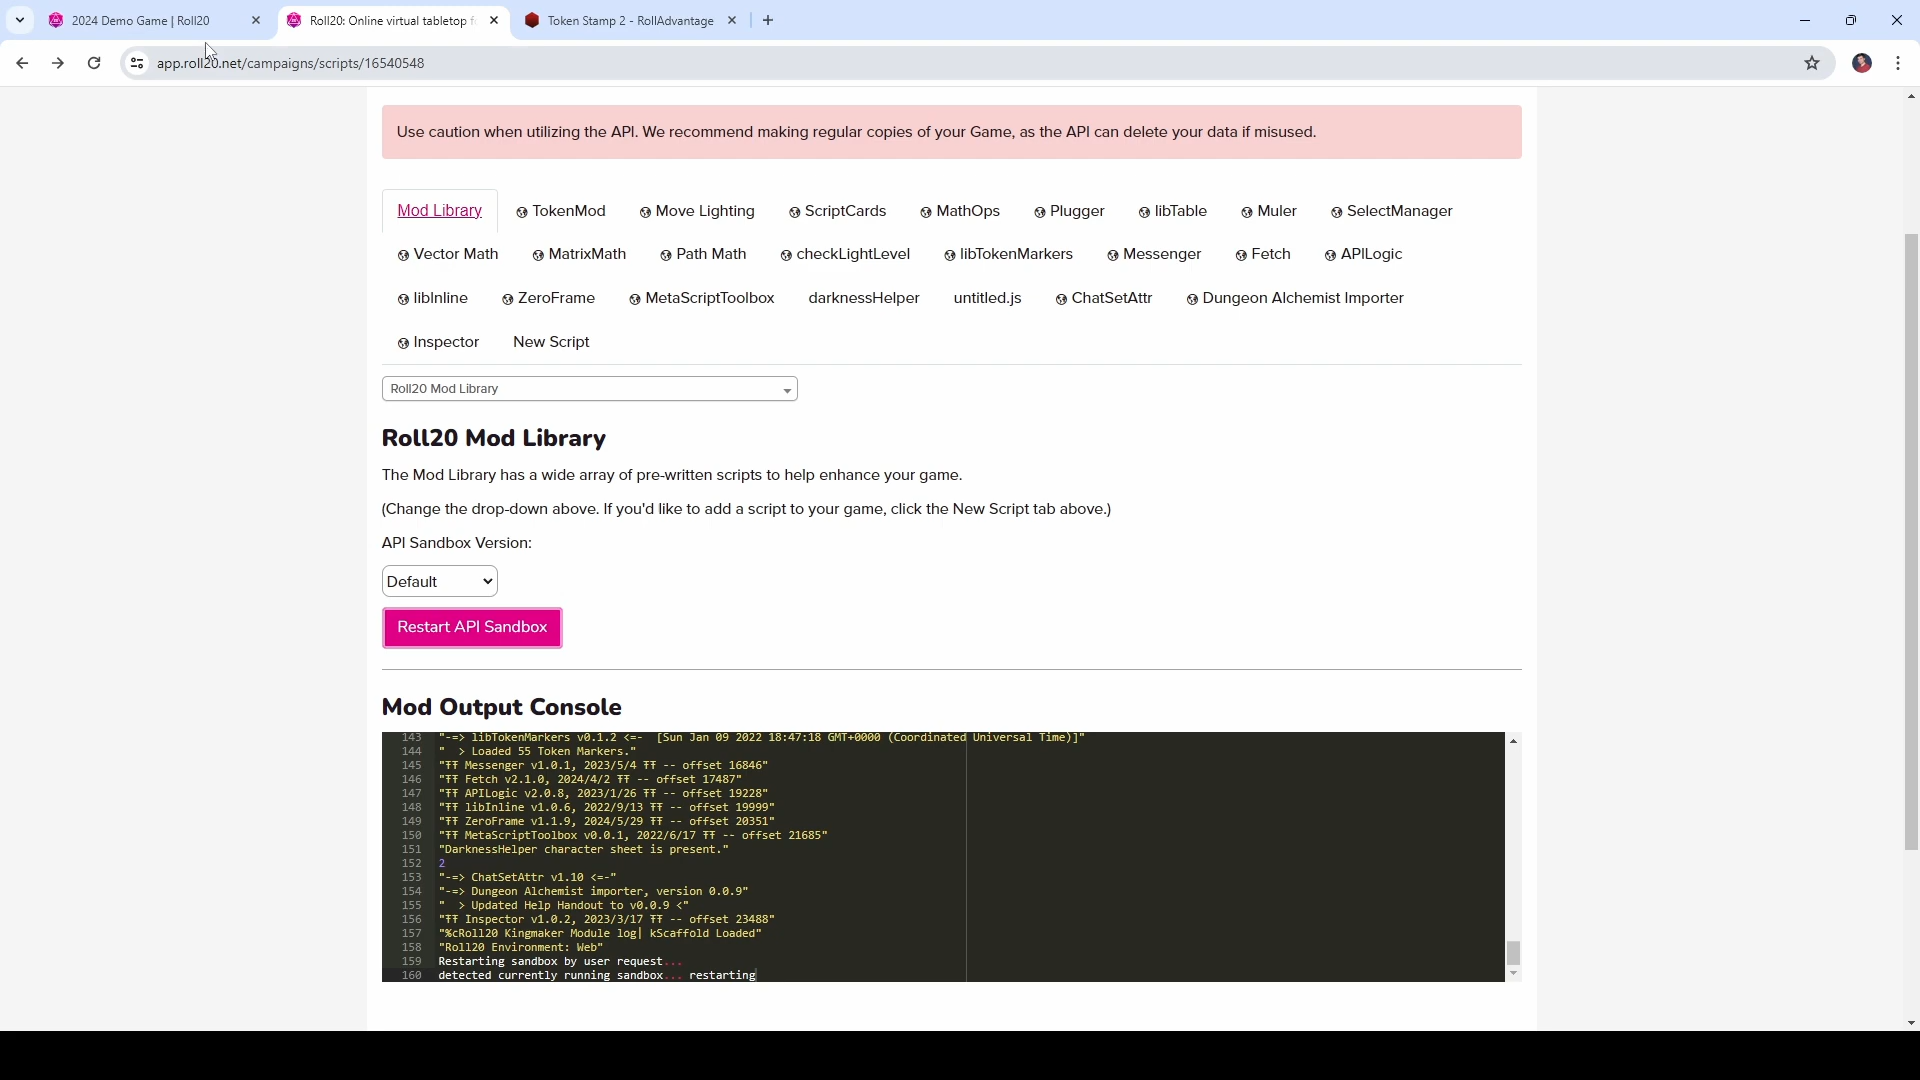 2024 Demo Game | Roll20
Roll20: Online virtual tabletop f
Token Stamp 2 - RollAdvantage
app.roll20.net/campaigns/scripts/16540548
Use caution when utilizing the API. We recommend making regular copies of your Game, as the API can delete your data if misused.
Mod Library TokenMod Move Lighting ScriptCards MathOps Plugger libTable Muler SelectManager
Vector Math MatrixMath Path Math checkLightLevel libTokenMarkers Messenger Fetch APILogic
libInline ZeroFrame MetaScriptToolbox darknessHelper untitled.js ChatSetAttr Dungeon Alchemist Importer
Inspector New Script
Roll20 Mod Library
Roll20 Mod Library
The Mod Library has a wide array of pre-written scripts to help enhance your game.
(Change the drop-down above. If you'd like to add a script to your game, click the New Script tab above.)
API Sandbox Version:
Default
Restart API Sandbox
Mod Output Console
143 "-=> libTokenMarkers v0.1.2 <=-  [Sun Jan 09 2022 18:47:18 GMT+0000 (Coordinated Universal Time)]"
144 "  > Loaded 55 Token Markers."
145 "ŦŦ Messenger v1.0.1, 2023/5/4 ŦŦ -- offset 16846"
146 "ŦŦ Fetch v2.1.0, 2024/4/2 ŦŦ -- offset 17487"
147 "ŦŦ APILogic v2.0.8, 2023/1/26 ŦŦ -- offset 19228"
148 "ŦŦ libInline v1.0.6, 2022/9/13 ŦŦ -- offset 19999"
149 "ŦŦ ZeroFrame v1.1.9, 2024/5/29 ŦŦ -- offset 20351"
150 "ŦŦ MetaScriptToolbox v0.0.1, 2022/6/17 ŦŦ -- offset 21685"
151 "DarknessHelper character sheet is present."
152 2
153 "--=> ChatSetAttr v1.10 <=-"
154 "-=> Dungeon Alchemist importer, version 0.0.9"
155 "  > Updated Help Handout to v0.0.9 <"
156 "ŦŦ Inspector v1.0.2, 2023/3/17 ŦŦ -- offset 23488"
157 "%cRoll20 Kingmaker Module log| kScaffold Loaded"
158 "Roll20 Environment: Web"
159 Restarting sandbox by user request...
160 detected currently running sandbox... restarting